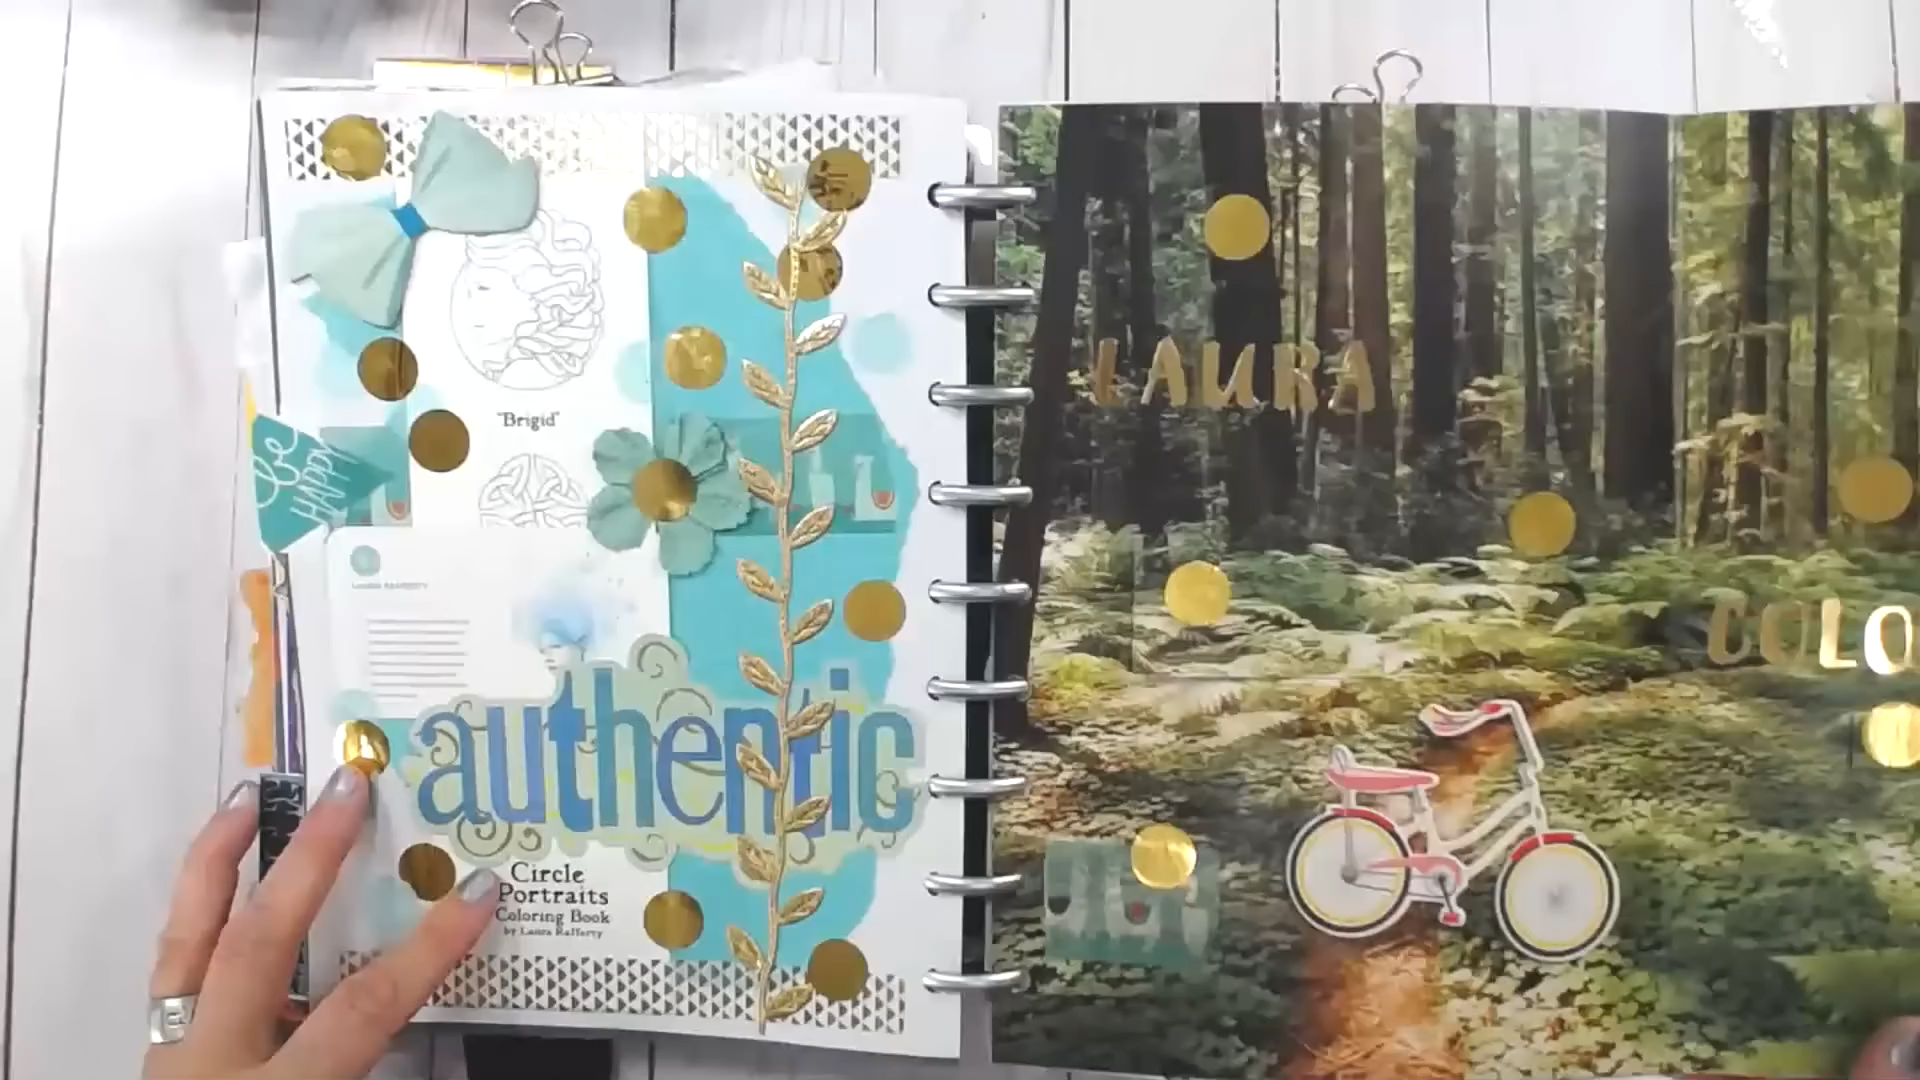 "Brigid"
Be
HAPPY
authentic
Circle
Portraits
Coloring Book
by Laura Rafferty
LAURA
COLO